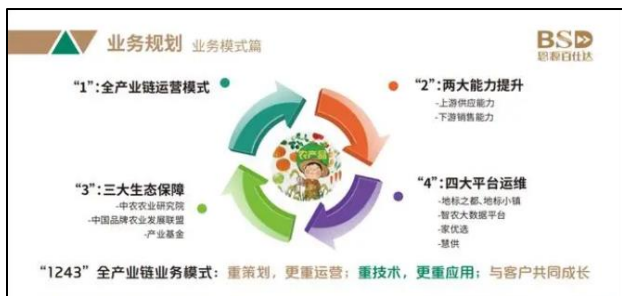 业务规划 业务模式篇
BSD
恩源百仕达
“1”:全产业链运营模式
“2”:两大能力提升
-上游供应能力
-下游销售能力
农产品
“3”:三大生态保障
-中农农业研究院
-中国品牌农业发展联盟
-产业基金
“4”:四大平台运维
-地标之都、地标小镇
-智农大数据平台
-家优选
-慧供
“1243”全产业链业务模式:重策划,更重运营;重技术,更重应用;与客户共同成长